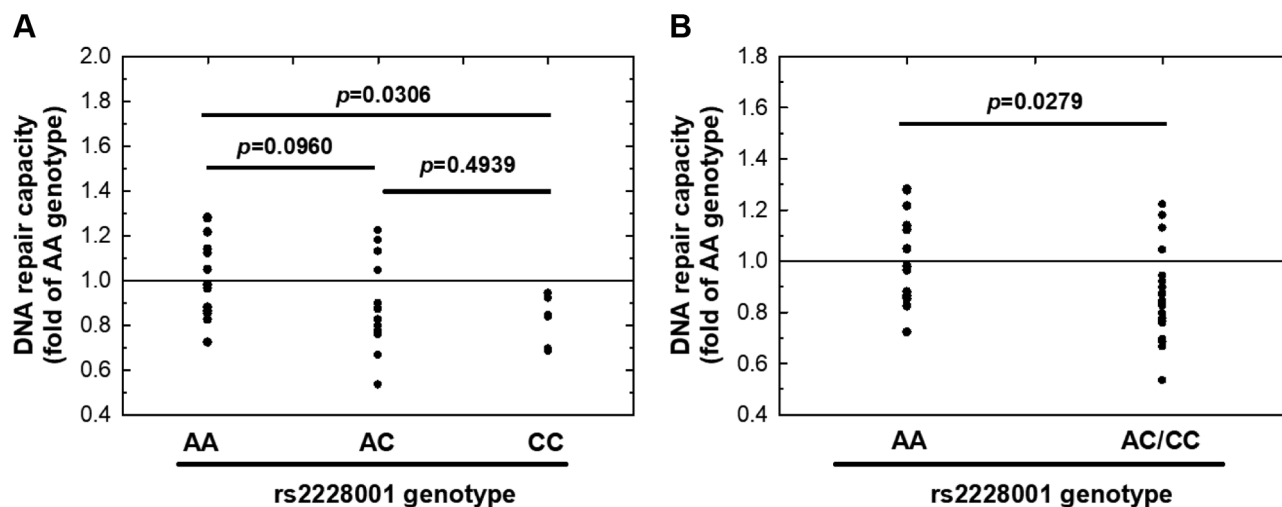 A
DNA repair capacity
(fold of AA genotype)
2.0
1.8
1.6
1.4
1.2
1.0
0.8
0.6
0.4
p=0.0306
p=0.0960
p=0.4939
AA AC CC
rs2228001 genotype
B
DNA repair capacity
(fold of AA genotype)
1.8
1.6
1.4
1.2
1.0
0.8
0.6
0.4
p=0.0279
AA AC/CC
rs2228001 genotype